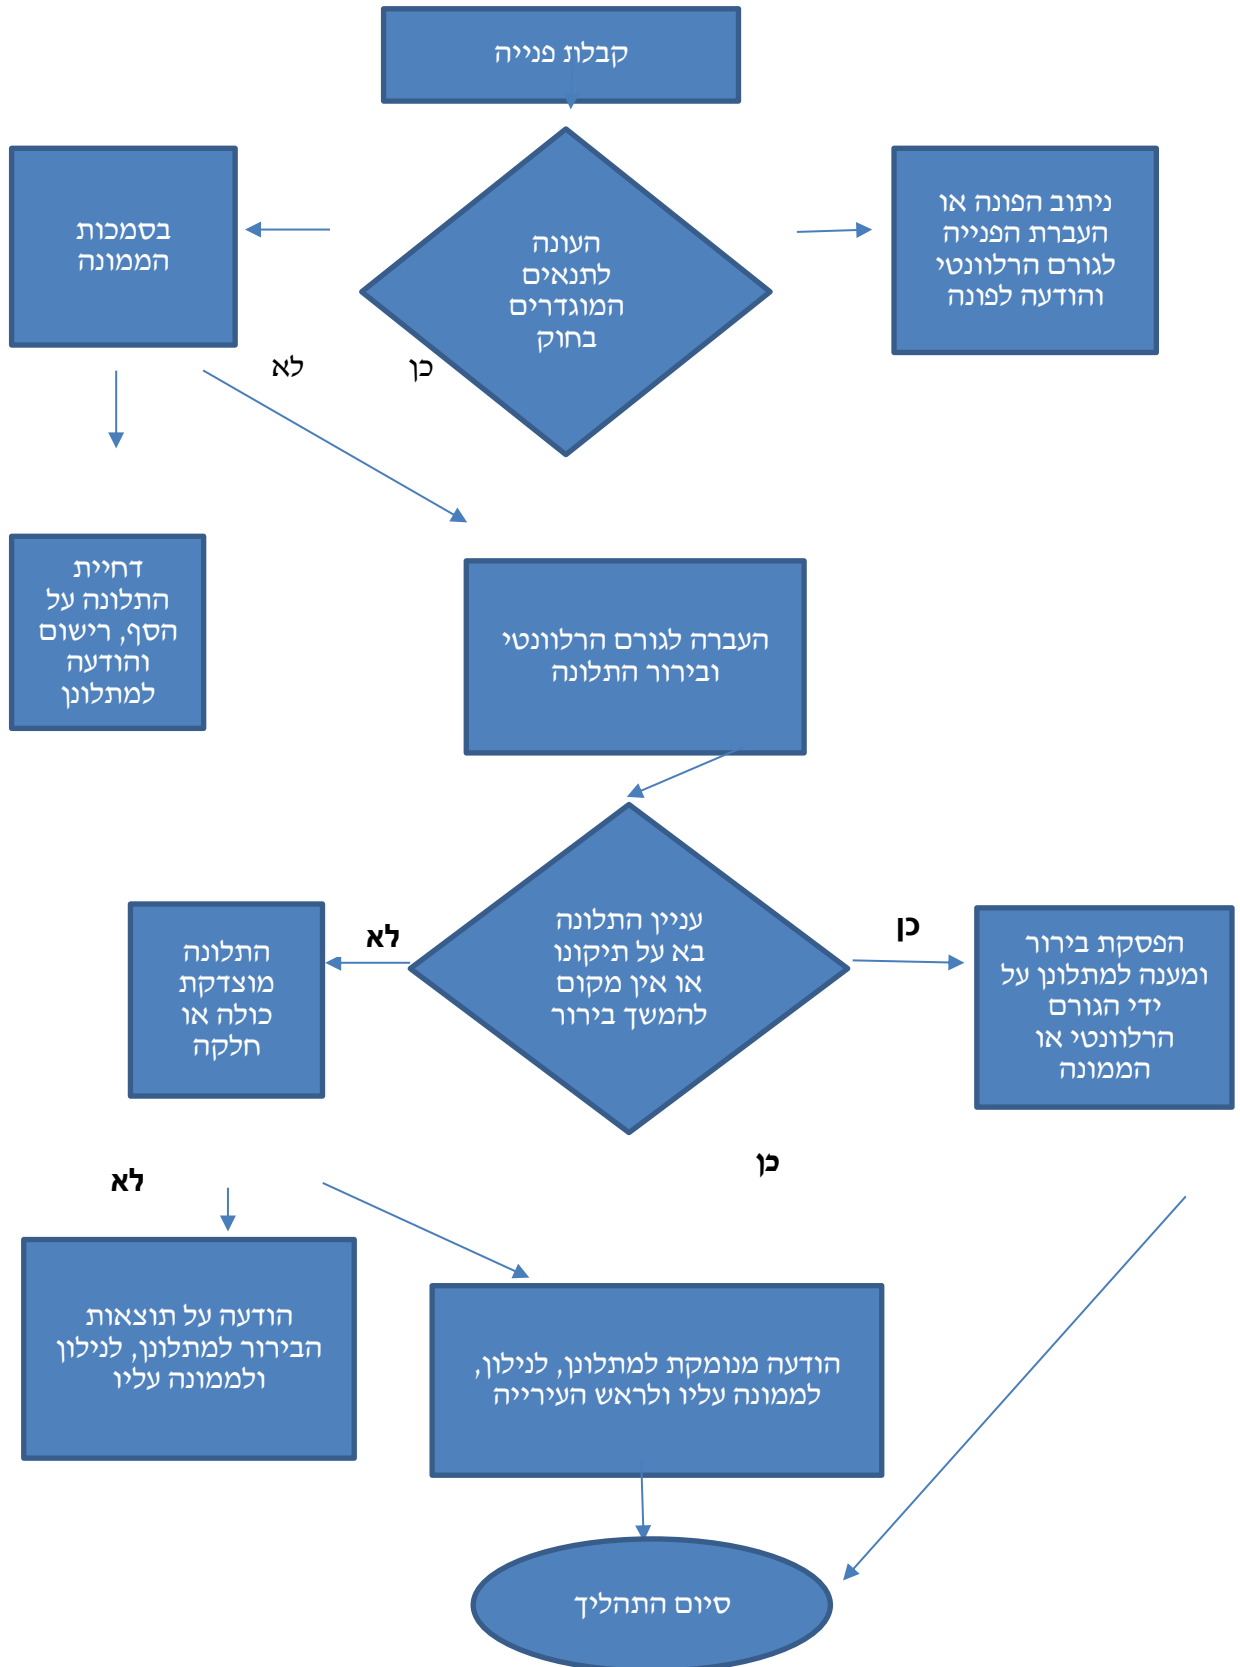 קבלת פנייה
ניתוב הפונה או
העברת הפנייה
לגורם הרלוונטי
והודעה לפונה
העונה
לתנאים
המוגדרים
בחוק
בסמכות
הממונה
כן
לא
העברה לגורם הרלוונטי
ובירור התלונה
דחיית
התלונה על
הסף, רישום
והודעה
למתלונן
עניין התלונה
בא על תיקונו
או אין מקום
להמשך בירור
כן
לא
הפסקת בירור
ומענה למתלונן על
ידי הגורם
הרלוונטי או
הממונה
התלונה
מוצדקת
כולה או
חלקה
כן
לא
הודעה מנומקת למתלונן, לנילון,
לממונה עליו ולראש העירייה
הודעה על תוצאות
הבירור למתלונן, לנילון
ולממונה עליו
סיום התהליך